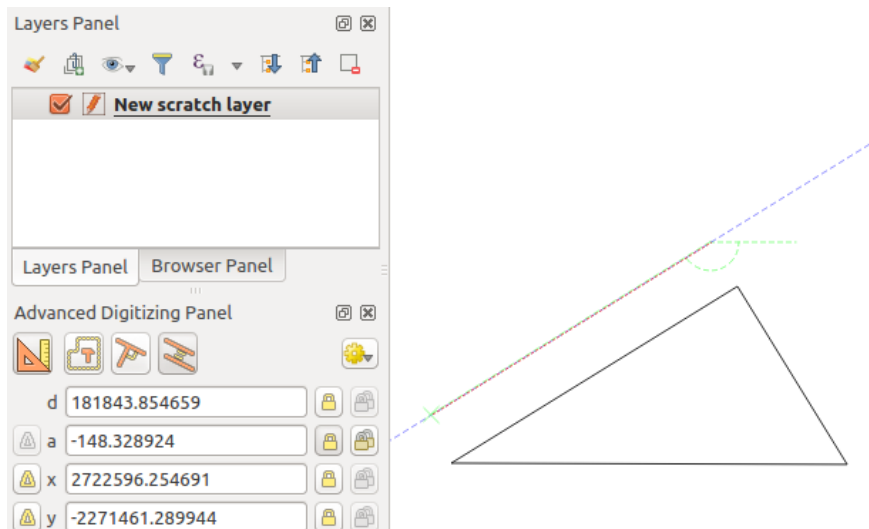 Layers Panel
New scratch layer
Layers Panel Browser Panel
Advanced Digitizing Panel
d 181843.854659
a -148.328924
x 2722596.254691
y -2271461.289944